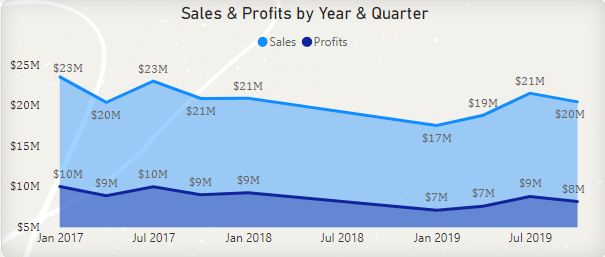 Sales & Profits by Year & Quarter
Sales Profits
$25M
$23M $23M
$21M $21M
$20M
$20M $21M $19M $20M
$17M
$15M
$10M
$10M $9M $10M $9M $9M $7M $7M $9M $8M
$5M
Jan 2017 Jul 2017 Jan 2018 Jul 2018 Jan 2019 Jul 2019